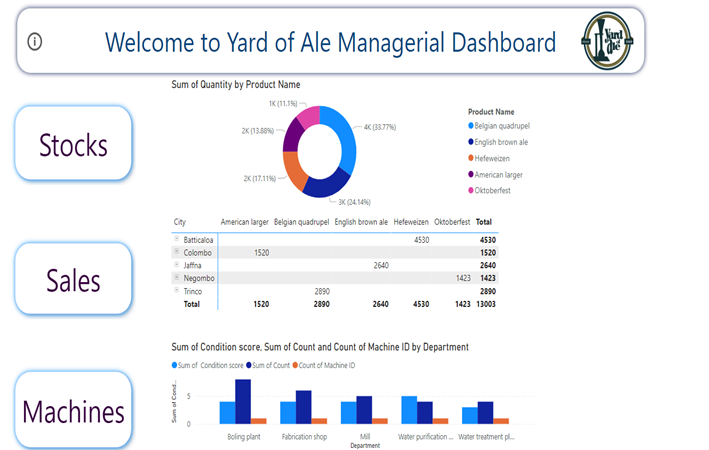 Welcome to Yard of Ale Managerial Dashboard
Yard
of
ale
Stocks
Sales
Machines
Sum of Quantity by Product Name
1K (11.1%)
4K (33.77%)
2K (13.88%)
2K (17.11%)
3K (24.14%)
Product Name
Belgian quadrupel
English brown ale
Hefeweizen
American larger
Oktoberfest
City American larger Belgian quadrupel English brown ale Hefeweizen Oktoberfest Total
Batticaloa 4530 4530
Colombo 1520 1520
Jaffna 2640 2640
Negombo 1423 1423
Trinco 2890 2890
Total 1520 2890 2640 4530 1423 13003
Sum of Condition score, Sum of Count and Count of Machine ID by Department
Sum of Condition score Sum of Count Count of Machine ID
Sum of Cond...
5
0
Boling plant Fabrication shop Mill Water purification ... Water treatment pl...
Department